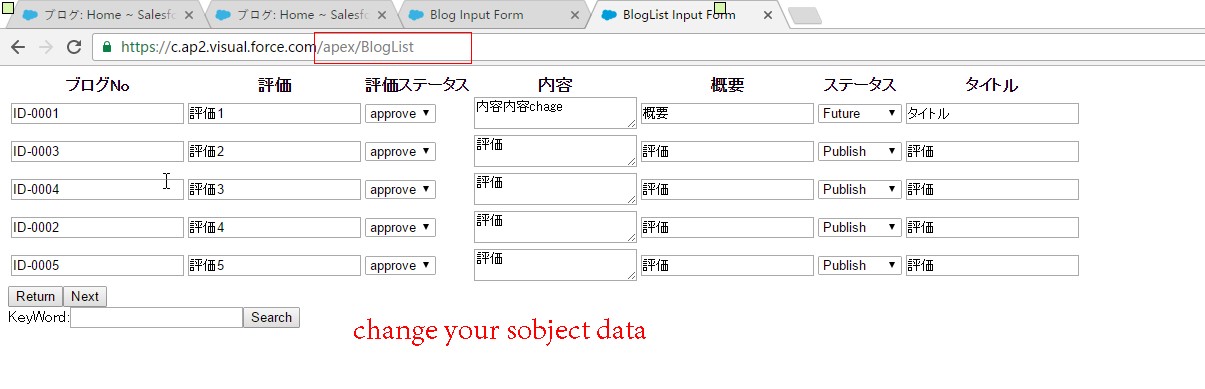 ブログ: Home ~ Salesfo ブログ: Home ~ Salesfo Blog Input Form BlogList Input Form
https://c.ap2.visual.force.com/apex/BlogList
ブログNo 評価 評価ステータス 内容 概要 ステータス タイトル
ID-0001 評価1 approve 内容内容chage 概要 Future タイトル
ID-0003 評価2 approve 評価 評価 Publish 評価
ID-0004 評価3 approve 評価 評価 Publish 評価
ID-0002 評価4 approve 評価 評価 Publish 評価
ID-0005 評価5 approve 評価 評価 Publish 評価
Return Next
KeyWord: Search
change your sobject data